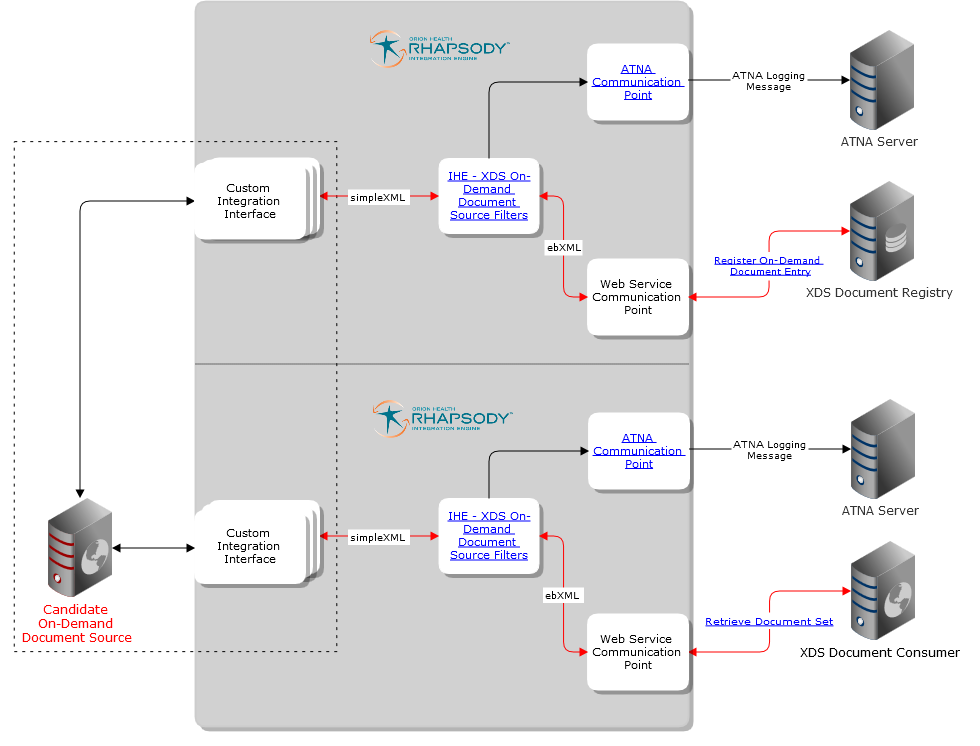 ORION HEALTH
RHAPSODY™
INTEGRATION ENGINE
ATNA
Communication
Point
ATNA Logging
Message
ATNA Server
Custom
Integration
Interface
simpleXML
IHE - XDS On-
Demand
Document
Source Filters
ebXML
Web Service
Communication
Point
Register On-Demand
Document Entry
XDS Document Registry
ORION HEALTH
RHAPSODY™
INTEGRATION ENGINE
ATNA
Communication
Point
ATNA Logging
Message
ATNA Server
Custom
Integration
Interface
simpleXML
IHE - XDS On-
Demand
Document
Source Filters
ebXML
Web Service
Communication
Point
Retrieve Document Set
XDS Document Consumer
Candidate
On-Demand
Document Source